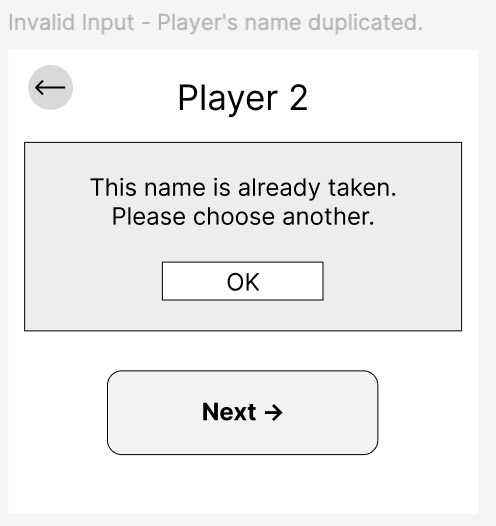 Invalid Input - Player's name duplicated.
←
Player 2
This name is already taken.
Please choose another.
OK
Next →